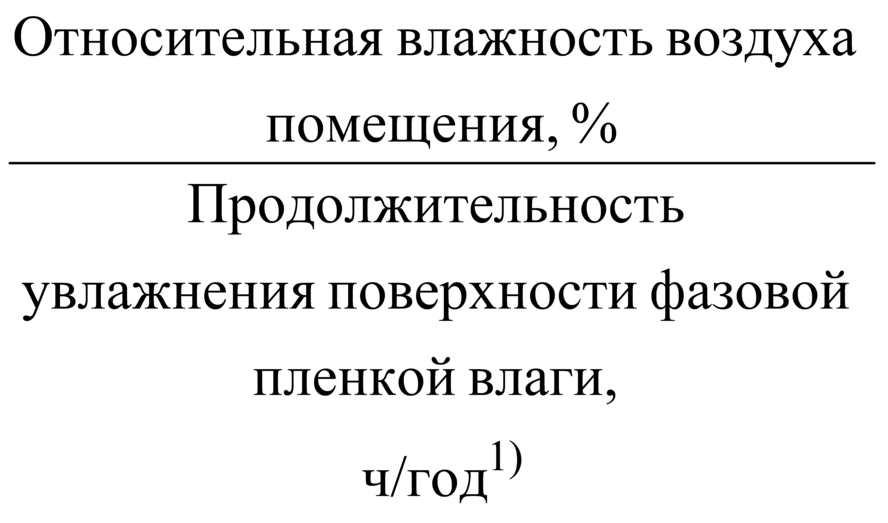 Относительная влажность воздуха
помещения, %
Продолжительность
увлажнения поверхности фазовой
пленкой влаги,
ч/год1)